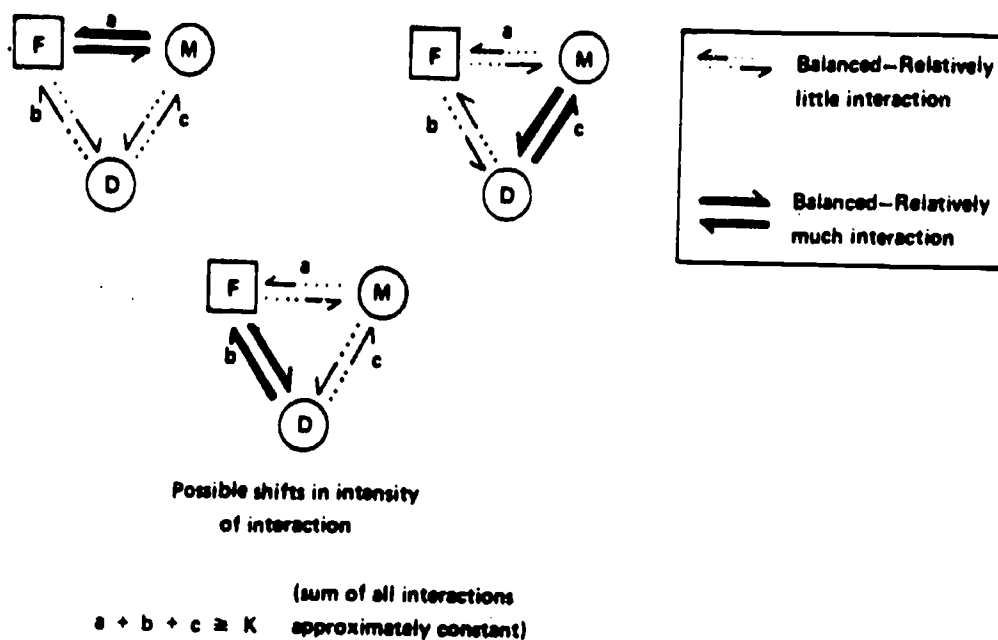 F a M
b c
D
F a M
b c
D
Balanced–Relatively
little interaction
Balanced–Relatively
much interaction
F a M
b c
D
Possible shifts in intensity
of interaction
(sum of all interactions
a + b + c ≅ K approximately constant)